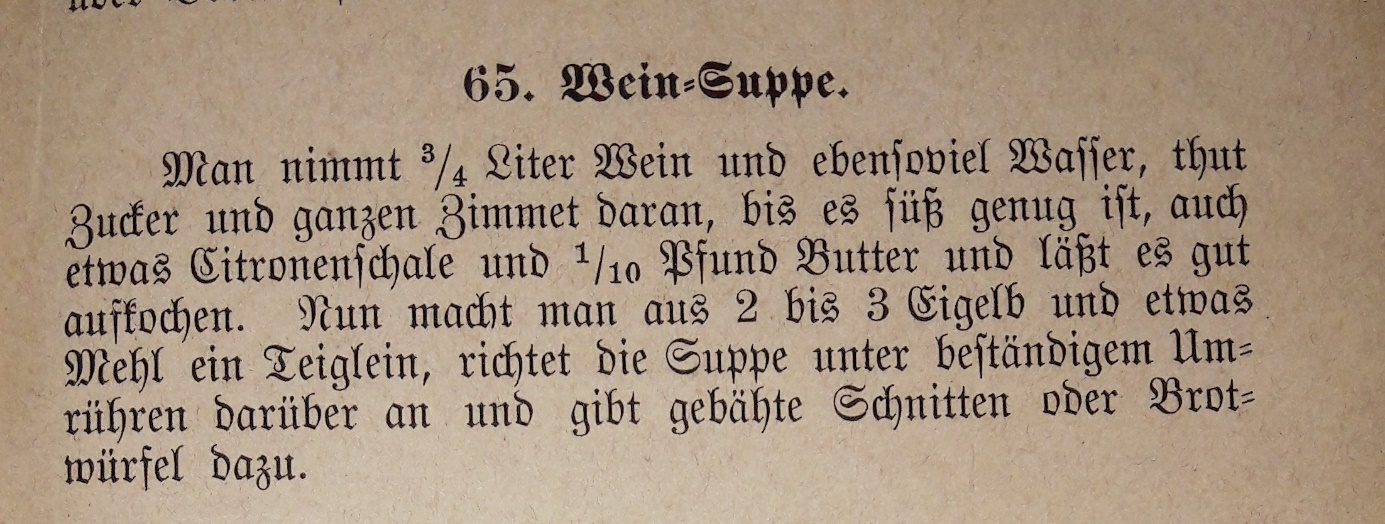 65. Wein-Suppe.
Man nimmt ³/₄ Liter Wein und ebensoviel Wasser, thut
Zucker und ganzen Zimmet daran, bis es süß genug ist, auch
etwas Citronenschale und ¹/₁₀ Pfund Butter und läßt es gut
aufkochen. Nun macht man aus 2 bis 3 Eigelb und etwas
Mehl ein Teiglein, richtet die Suppe unter beständigem Um-
rühren darüber an und gibt gebähte Schnitten oder Brot-
würfel dazu.